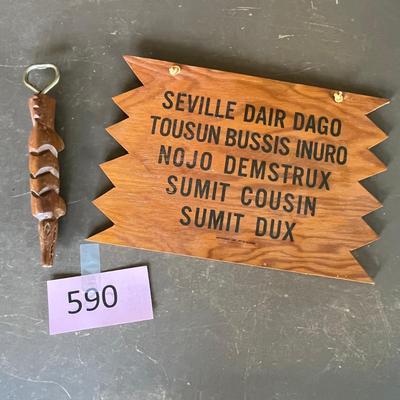 SEVILLE DAIR DAGO
TOUSUN BUSSIS INURO
NOJO DEMSTRUX
SUMIT COUSIN
SUMIT DUX
590